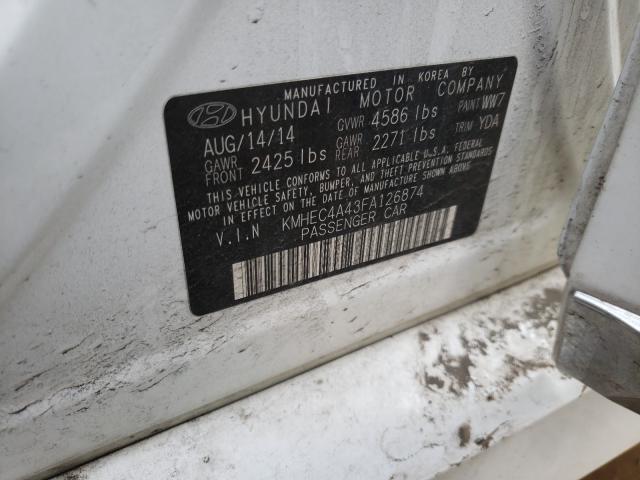 MANUFACTURED IN KOREA BY
HYUNDAI MOTOR COMPANY
AUG/14/14 GVWR 4586 lbs PAINT WW7
GAWR FRONT 2425 lbs GAWR REAR 2271 lbs TRIM YDA
THIS VEHICLE CONFORMS TO ALL APPLICABLE U.S.A. FEDERAL
MOTOR VEHICLE SAFETY, BUMPER, AND THEFT PREVENTION STANDARDS
IN EFFECT ON THE DATE OF MANUFACTURE SHOWN ABOVE.
V.I.N KMHEC4A43FA126874
PASSENGER CAR